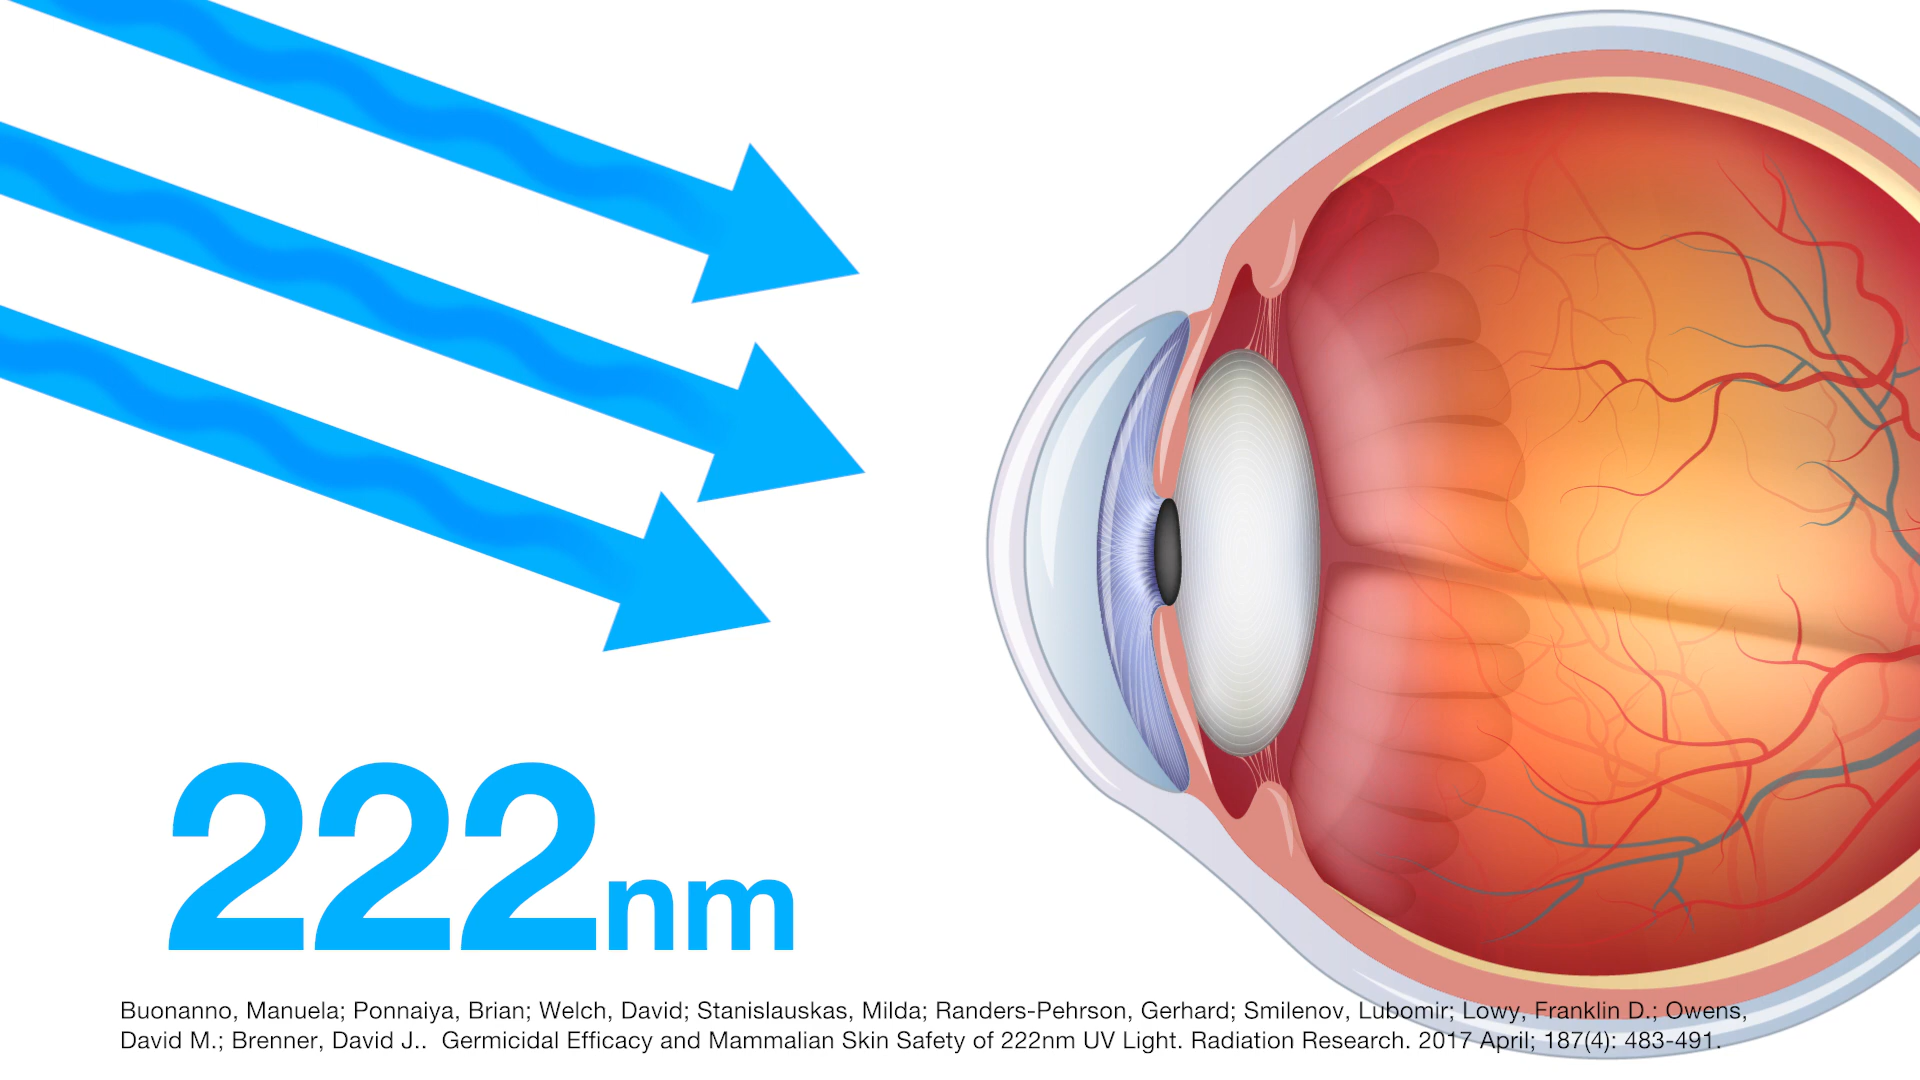 222nm
Buonanno, Manuela; Ponnaiya, Brian; Welch, David; Stanislauskas, Milda; Randers-Pehrson, Gerhard; Smilenov, Lubomir; Lowy, Franklin D.; Owens,
David M.; Brenner, David J..  Germicidal Efficacy and Mammalian Skin Safety of 222nm UV Light. Radiation Research. 2017 April; 187(4): 483-491.